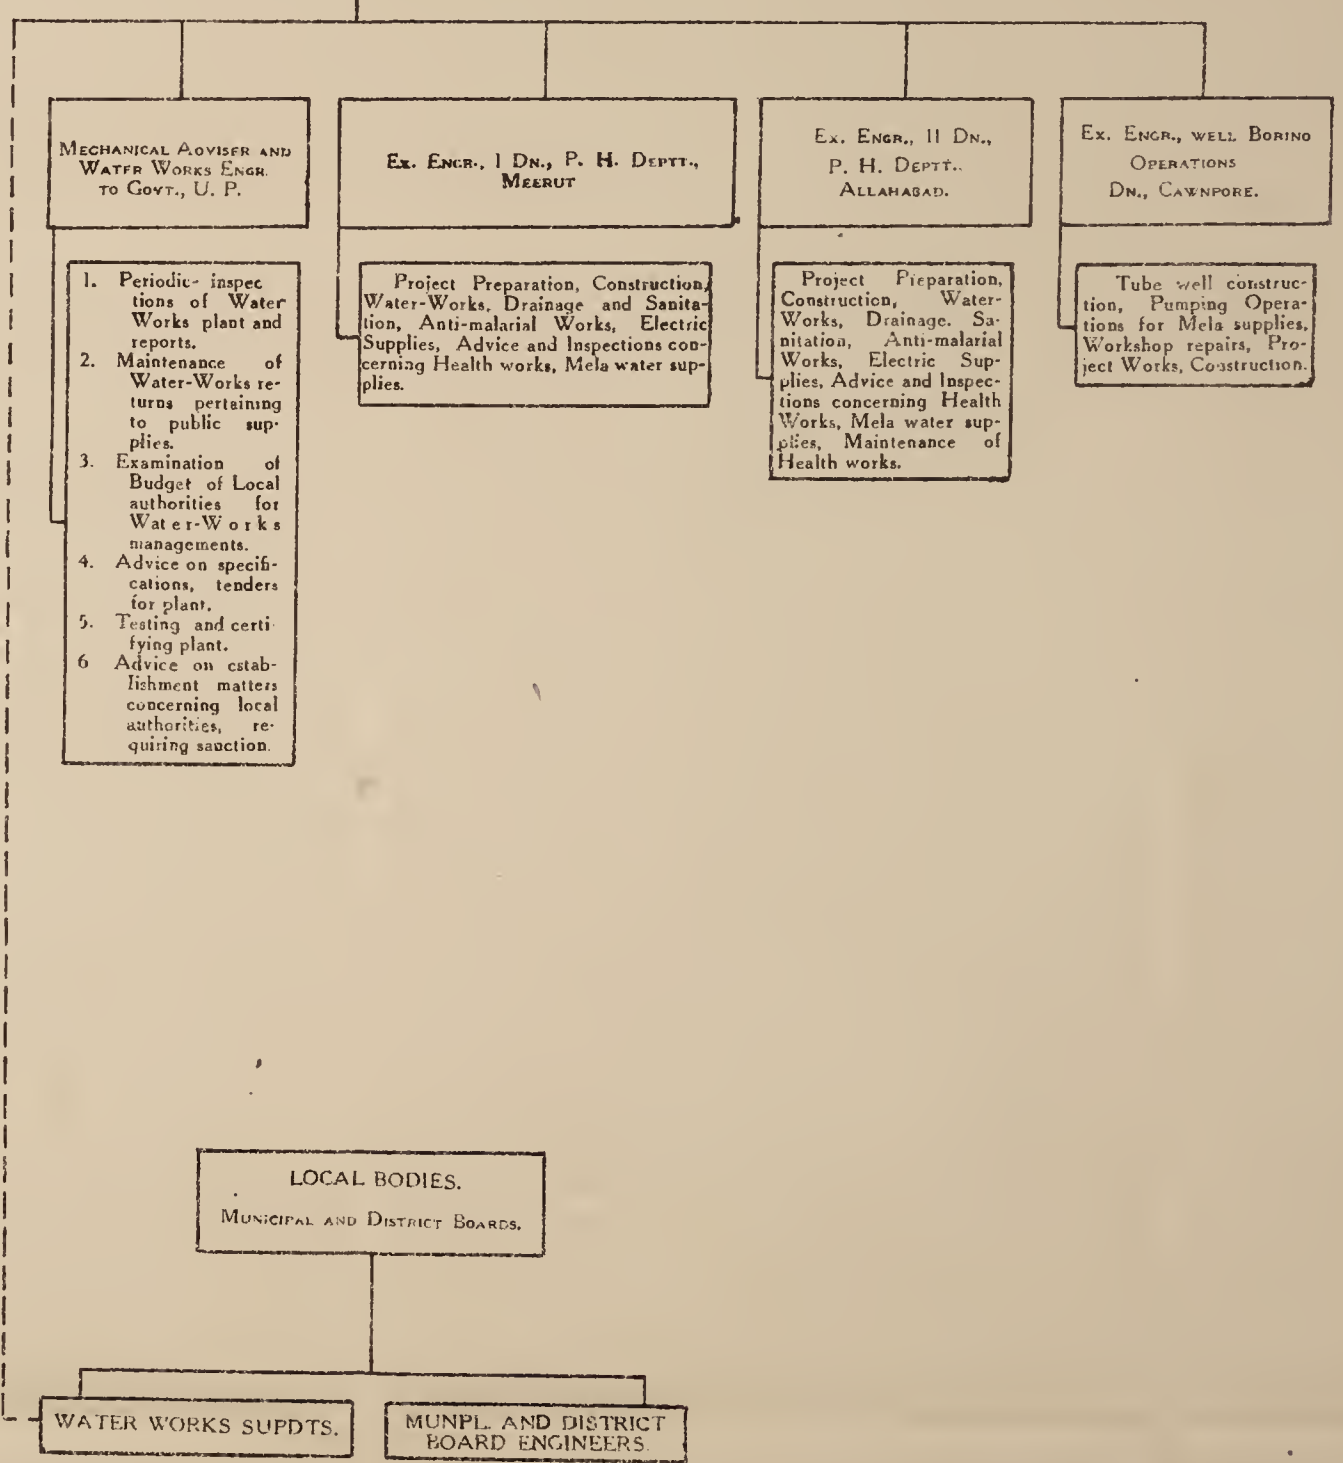 MECHANICAL ADVISER AND
WATER WORKS ENGR.
TO GOVT., U. P.
EX. ENGR., I DN., P. H. DEPTT.,
MEERUT
EX. ENGR., II DN.,
P. H. DEPTT..
ALLAHABAD.
EX. ENGR., WELL BORING
OPERATIONS
DN., CAWNPORE.
1. Periodic- inspec
tions of Water
Works plant and
reports.
2. Maintenance of
Water-Works re-
turns pertaining
to public sup-
plies.
3. Examination of
Budget of Local
authorities for
Water-Works
managements.
4. Advice on specifi-
cations, tenders
for plant.
5. Testing and certi-
fying plant.
6 Advice on estab-
lishment matters
concerning local
authorities, re-
quiring sanction.
Project Preparation, Construction,
Water-Works, Drainage and Sanita-
tion, Anti-malarial Works, Electric
Supplies, Advice and Inspections con-
cerning Health works, Mela water sup-
plies.
Project Preparation,
Construction, Water-
Works, Drainage. Sa-
nitation, Anti-malarial
Works, Electric Sup-
plies, Advice and Inspec-
tions concerning Health
Works, Mela water sup-
plies, Maintenance of
Health works.
Tube well construc-
tion, Pumping Opera-
tions for Mela supplies,
Workshop repairs, Pro-
ject Works, Construction.
LOCAL BODIES.
MUNICIPAL AND DISTRICT BOARDS.
WATER WORKS SUPDTS.
MUNPL. AND DISTRICT
BOARD ENGINEERS.